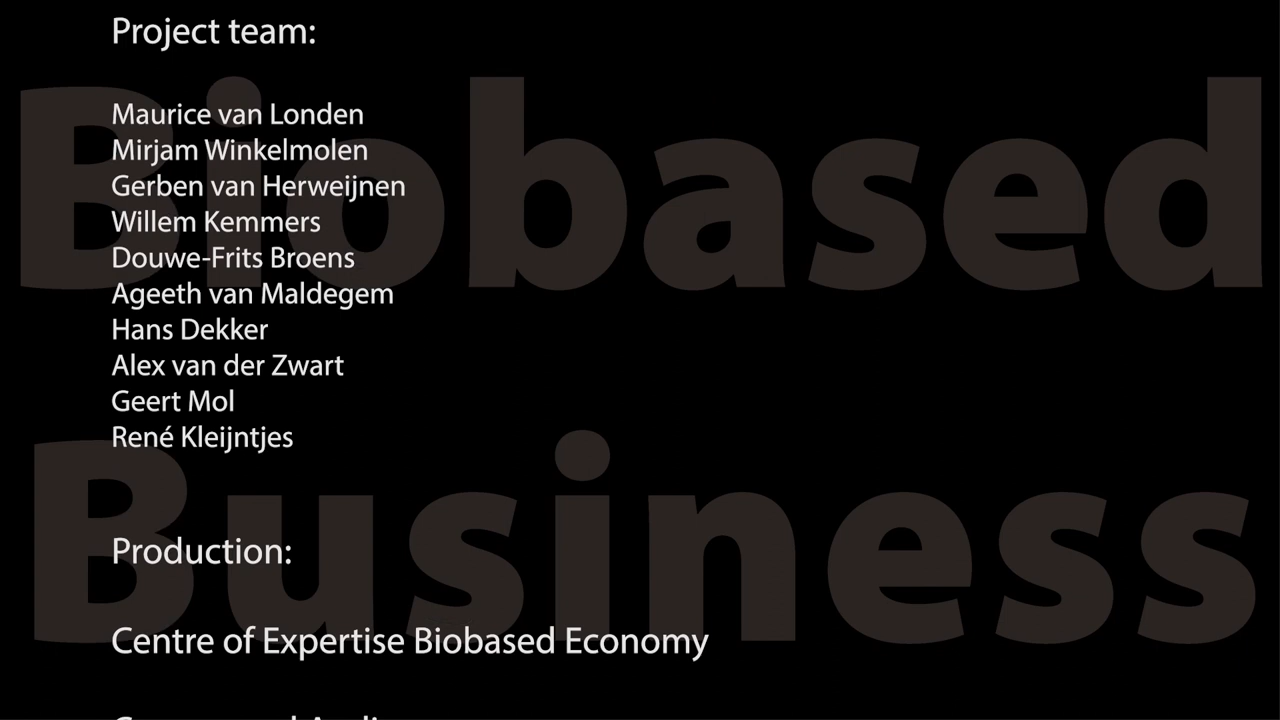 Project team:
Biobased
Maurice van Londen
Mirjam Winkelmolen
Gerben van Herweijnen
Willem Kemmers
Douwe-Frits Broens
Ageeth van Maldegem
Hans Dekker
Alex van der Zwart
Geert Mol
René Kleijntjes
Business
Production:
Centre of Expertise Biobased Economy